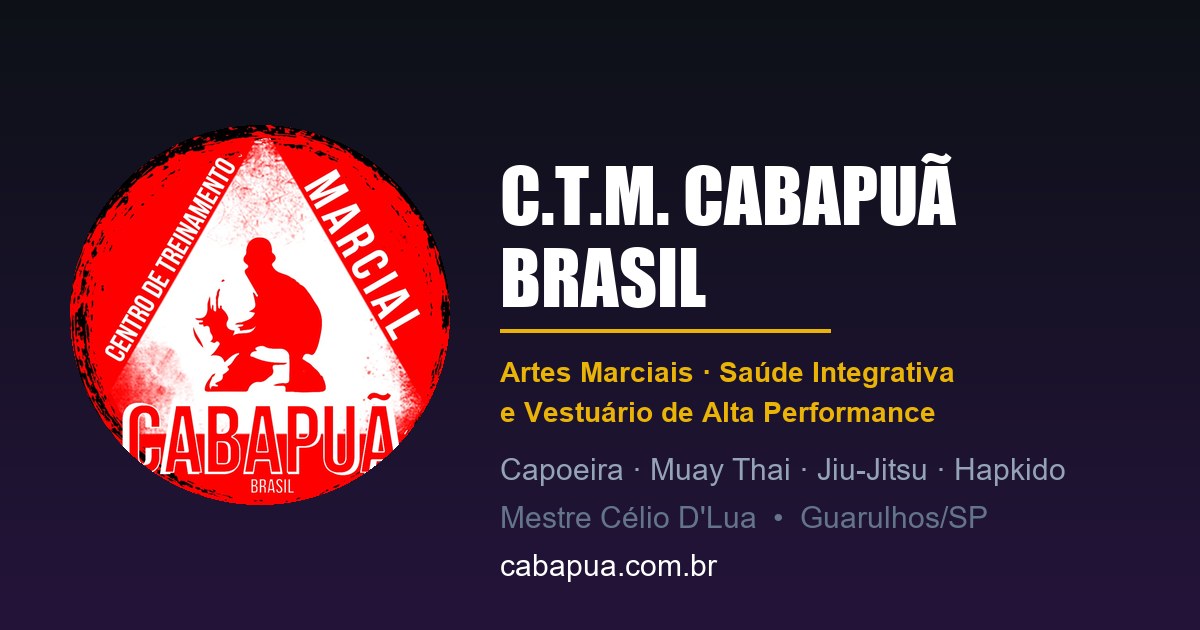 CENTRO DE TREINAMENTO
MARCIAL
CABAPUÃ
BRASIL
C.T.M. CABAPUÃ
BRASIL
Artes Marciais · Saúde Integrativa
e Vestuário de Alta Performance
Capoeira · Muay Thai · Jiu-Jitsu · Hapkido
Mestre Célio D'Lua • Guarulhos/SP
cabapua.com.br